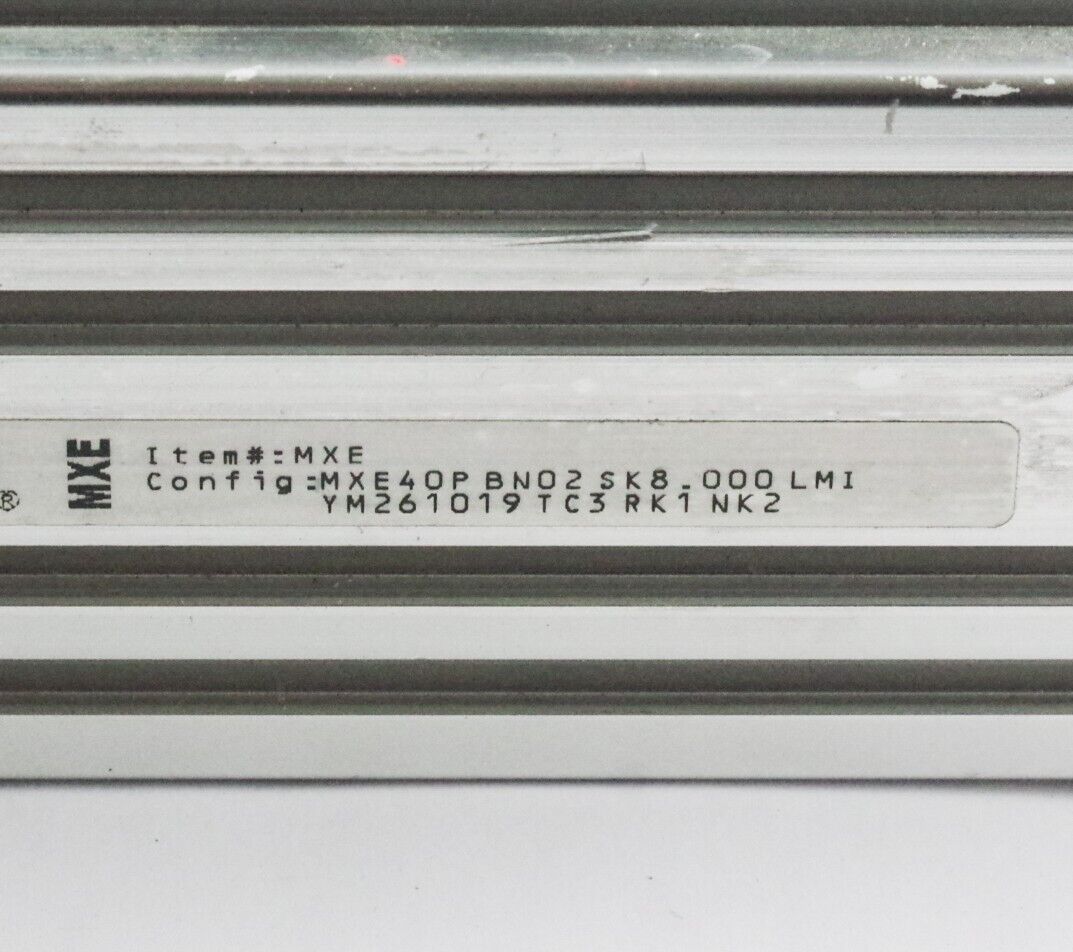 MXE
Item#:MXE
Config:MXE40P BN02 SK8.000 LMI
YM261019 TC3 RK1 NK2
®